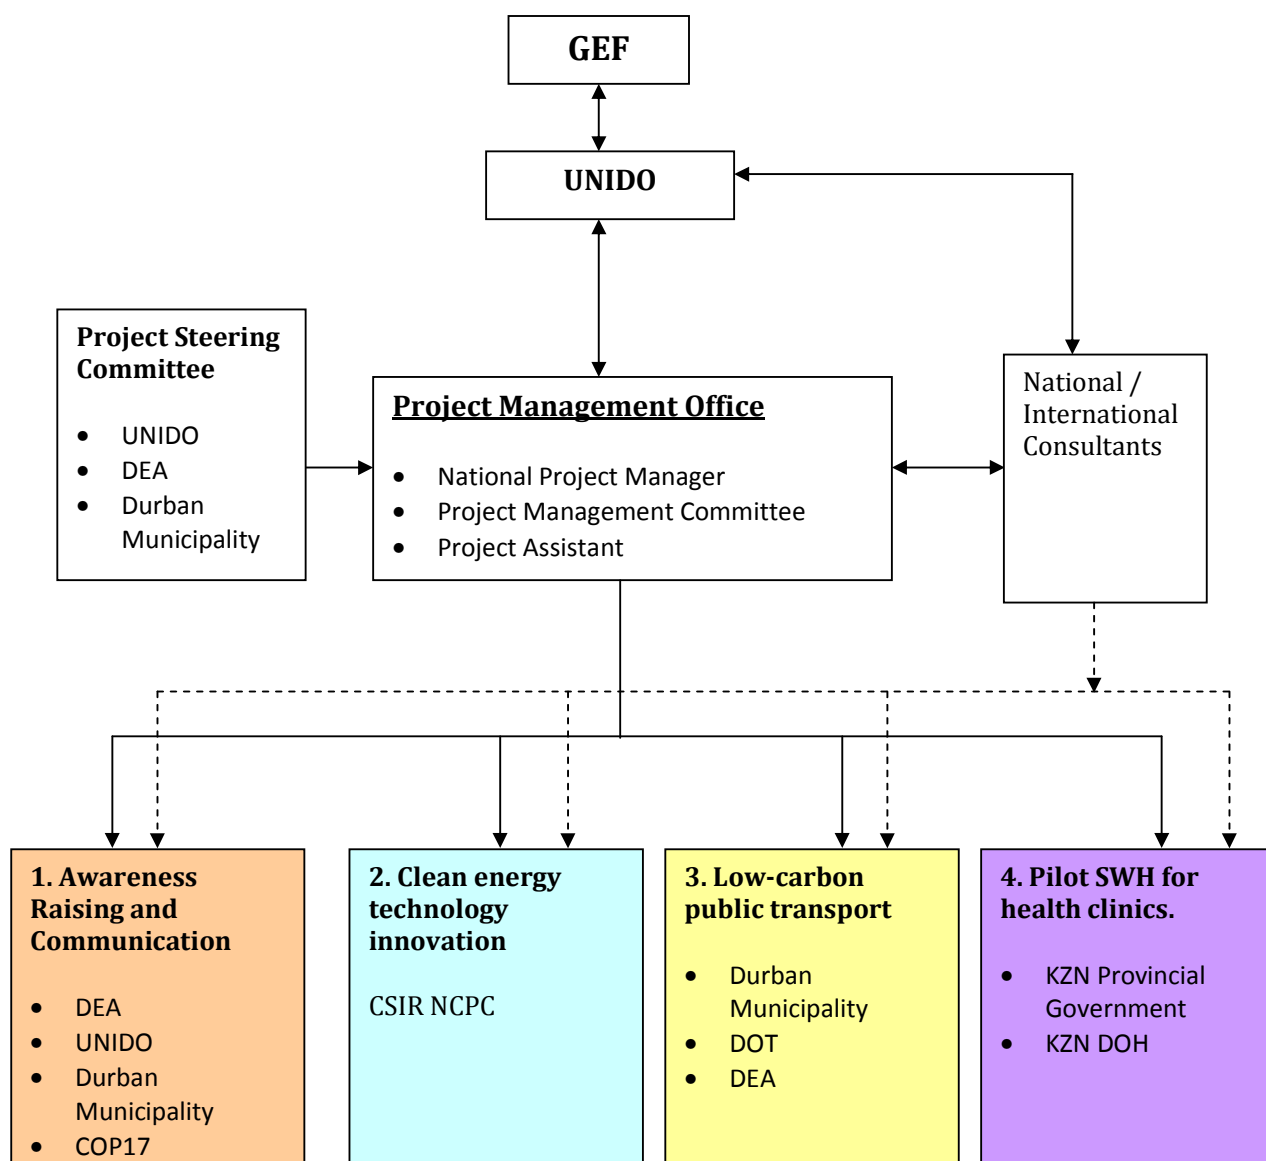 GEF
UNIDO
Project Steering
Committee
• UNIDO
• DEA
• Durban
Municipality
Project Management Office
• National Project Manager
• Project Management Committee
• Project Assistant
National /
International
Consultants
1. Awareness
Raising and
Communication
• DEA
• UNIDO
• Durban
Municipality
• COP17
2. Clean energy
technology
innovation
CSIR NCPC
3. Low-carbon
public transport
• Durban
Municipality
• DOT
• DEA
4. Pilot SWH for
health clinics.
• KZN Provincial
Government
• KZN DOH